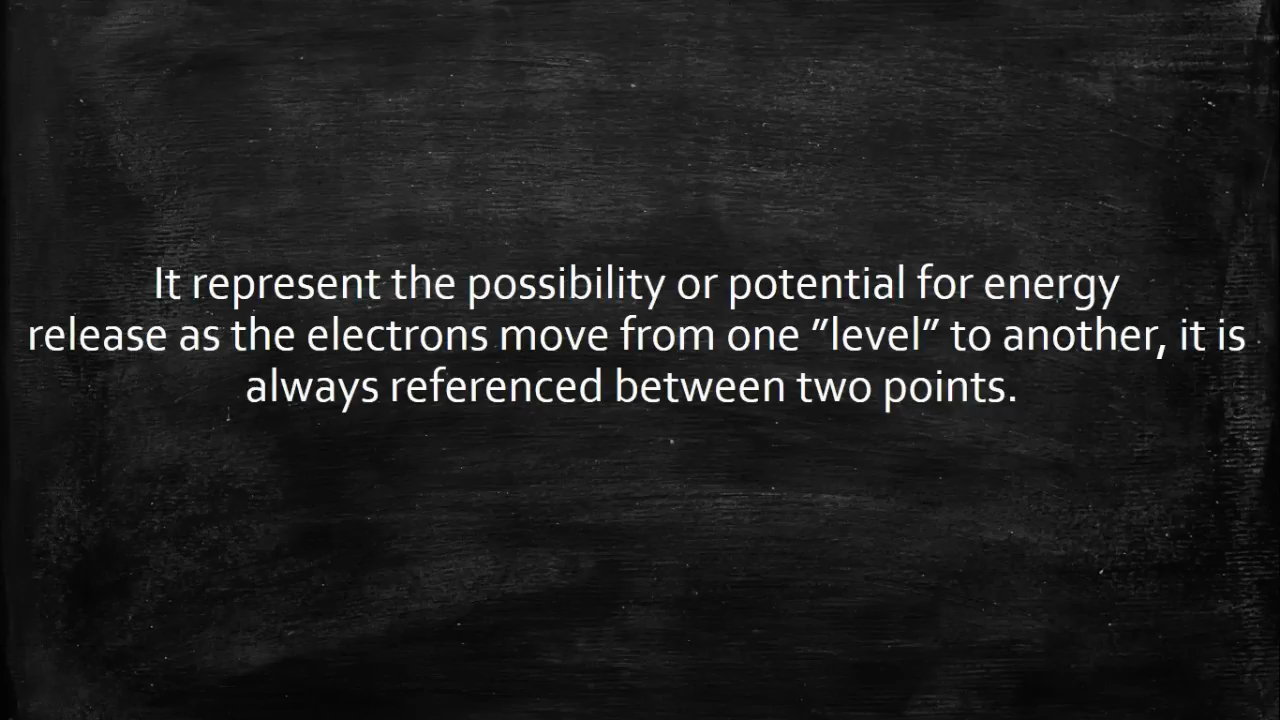 It represent the possibility or potential for energy
release as the electrons move from one ”level” to another, it is
always referenced between two points.